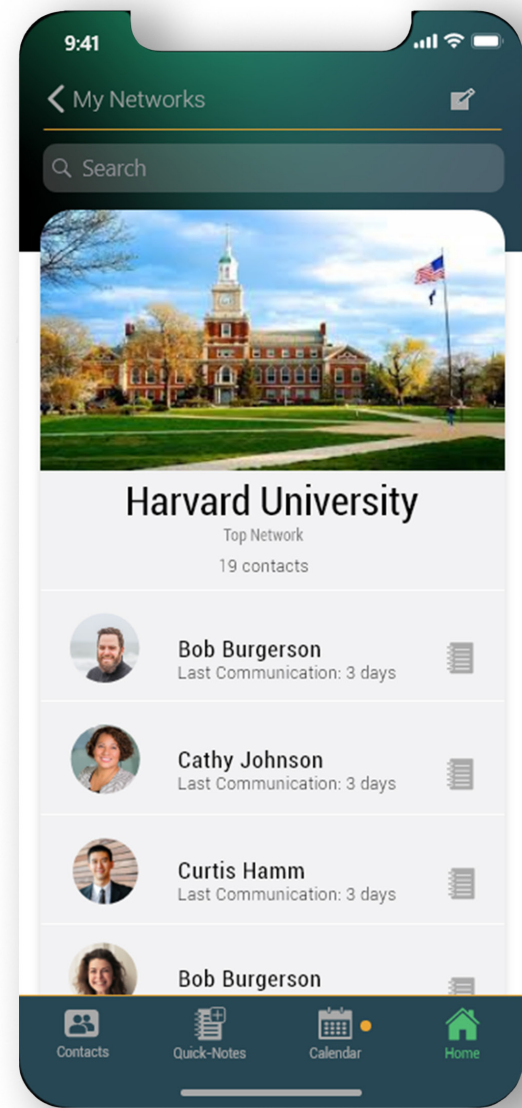 9:41
My Networks
Search
Harvard University
Top Network
19 contacts
Bob Burgerson
Last Communication: 3 days
Cathy Johnson
Last Communication: 3 days
Curtis Hamm
Last Communication: 3 days
Bob Burgerson
Contacts
Quick-Notes
Calendar
Home